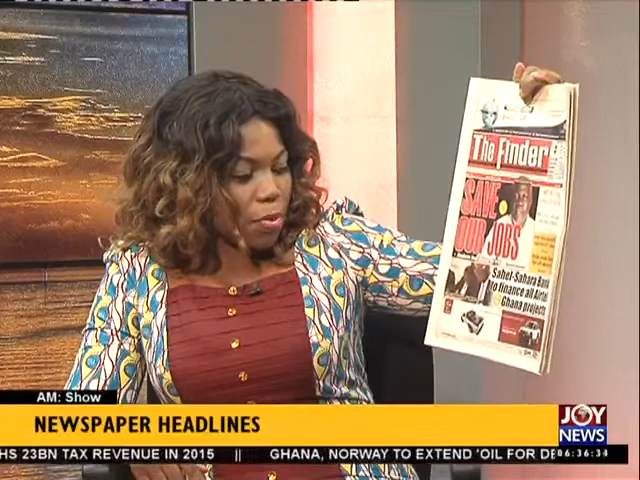 The Finder
SAVE
OUR JOBS
Sahel-Sahara Bank
to finance all Airtel
Ghana projects
AM: Show
NEWSPAPER HEADLINES
JOY
NEWS
HS 23BN TAX REVENUE IN 2015 || GHANA, NORWAY TO EXTEND 'OIL FOR DE
06:36:34